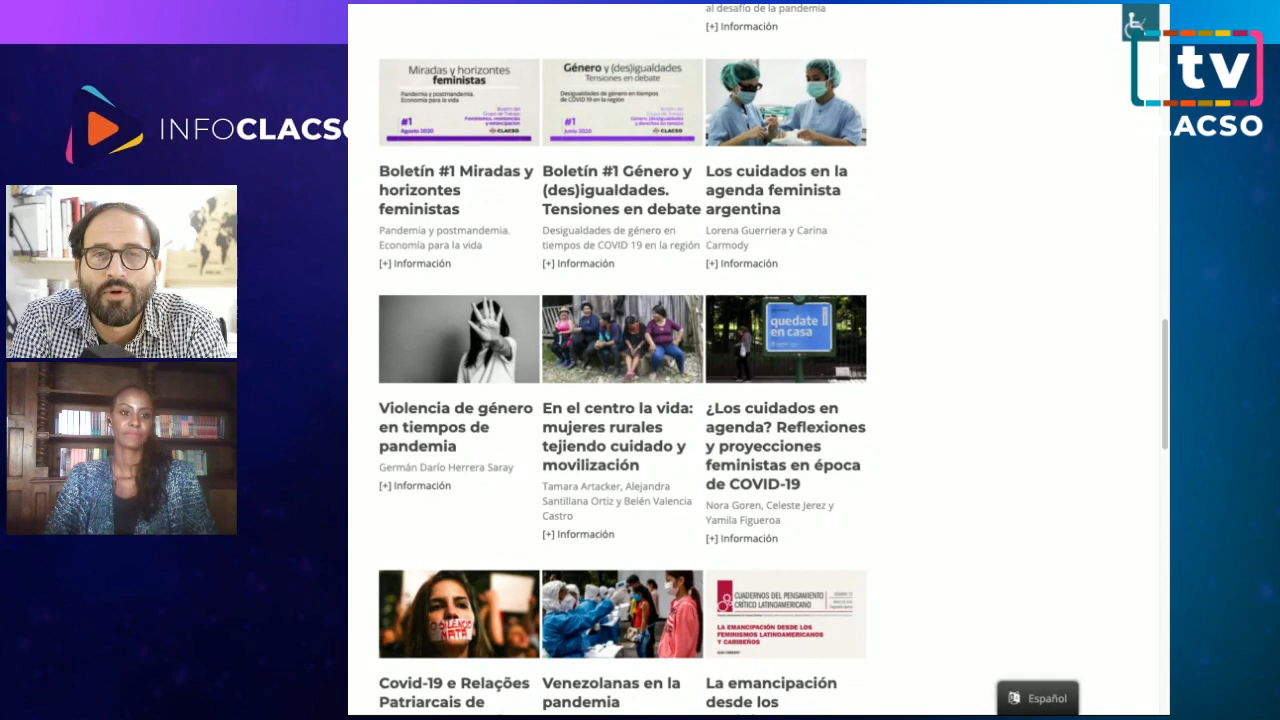 al desafío de la pandemia
[+] Información
tv
CLACSO
INFOCLACSO
Miradas y horizontes
feministas
Pandemia y postmandemia.
Economía para la vida
#1
Agosto 2020
CLACSO
Género y (des)igualdades
Tensiones en debate
Desigualdades de género en tiempos
de COVID 19 en la región
#1
Junio 2020
CLACSO
Boletín #1 Miradas y
horizontes
feministas
Pandemia y postmandemia.
Economía para la vida
[+] Información
Boletín #1 Género y
(des)igualdades.
Tensiones en debate
Desigualdades de género en
tiempos de COVID 19 en la región
[+] Información
Los cuidados en la
agenda feminista
argentina
Lorena Guerriera y Carina
Carmody
[+] Información
quedate
en casa
Violencia de género
en tiempos de
pandemia
Germán Darío Herrera Saray
[+] Información
En el centro la vida:
mujeres rurales
tejiendo cuidado y
movilización
Tamara Artacker, Alejandra
Santillana Ortiz y Belén Valencia
Castro
[+] Información
¿Los cuidados en
agenda? Reflexiones
y proyecciones
feministas en época
de COVID-19
Nora Goren, Celeste Jerez y
Yamila Figueroa
[+] Información
CUADERNOS DEL PENSAMIENTO
CRÍTICO LATINOAMERICANO
LA EMANCIPACIÓN DESDE LOS
FEMINISMOS LATINOAMERICANOS
Y CARIBEÑOS
Covid-19 e Relações
Patriarcais de
Venezolanas en la
pandemia
La emancipación
desde los
Español